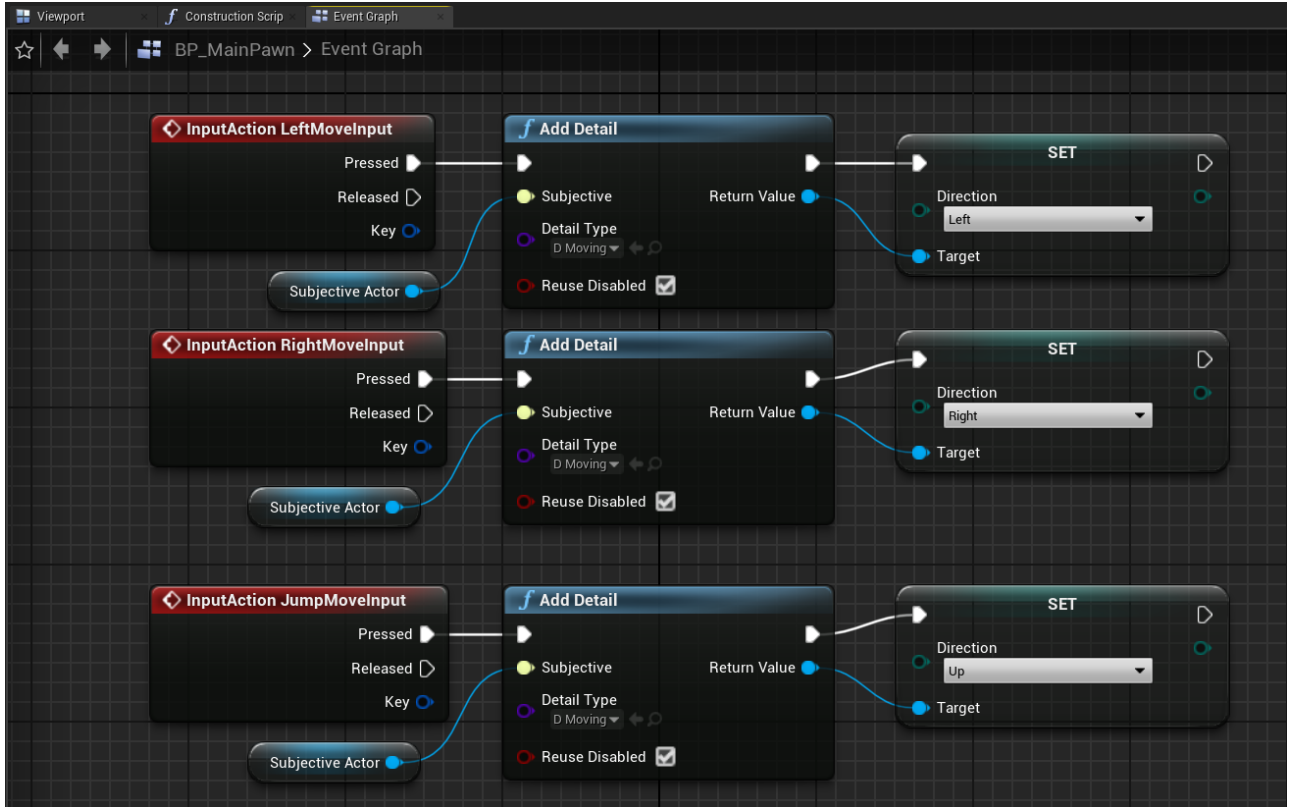 Viewport
Construction Scrip
Event Graph
BP_MainPawn > Event Graph
InputAction LeftMoveInput
Pressed
Released
Key
Subjective Actor
Add Detail
Subjective
Return Value
Detail Type
D Moving
Reuse Disabled
SET
Direction
Left
Target
InputAction RightMoveInput
Pressed
Released
Key
Subjective Actor
Add Detail
Subjective
Return Value
Detail Type
D Moving
Reuse Disabled
SET
Direction
Right
Target
InputAction JumpMoveInput
Pressed
Released
Key
Subjective Actor
Add Detail
Subjective
Return Value
Detail Type
D Moving
Reuse Disabled
SET
Direction
Up
Target